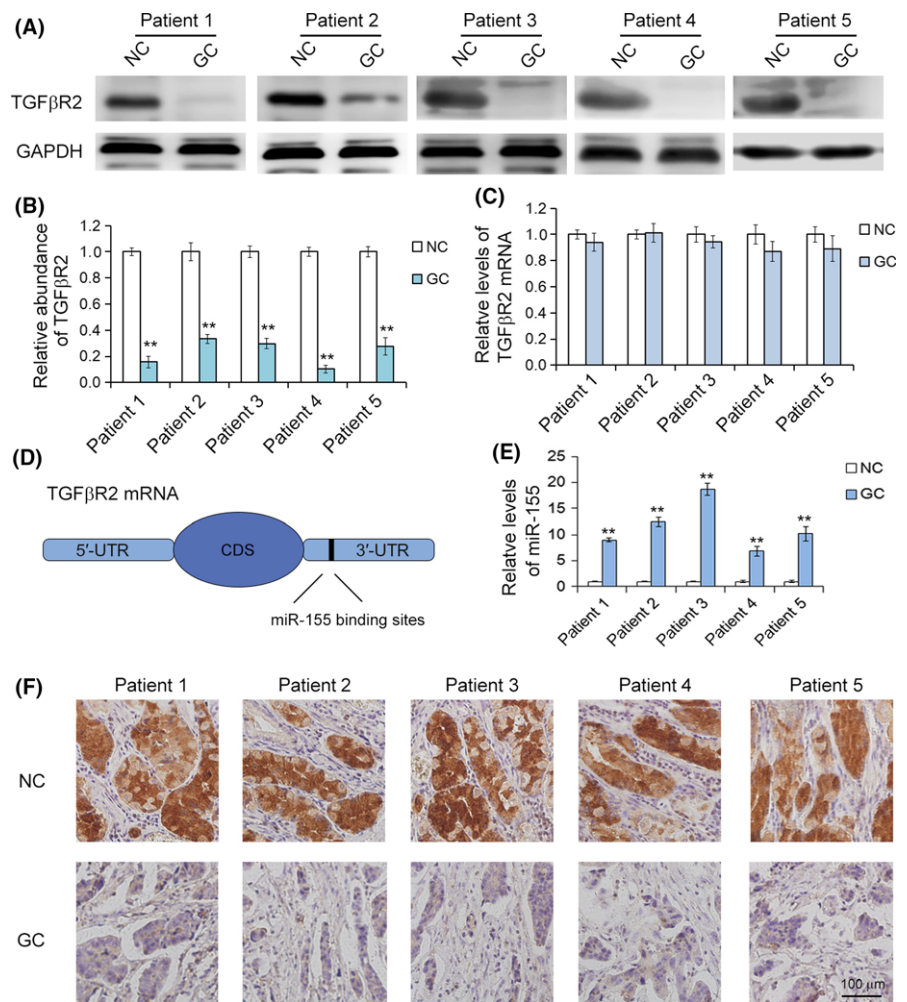 (A)
Patient 1 Patient 2 Patient 3 Patient 4 Patient 5
NC GC NC GC NC GC NC GC NC GC
TGFβR2
GAPDH
(B)
Relative abundance
of TGFβR2
1.2
1.0
0.8
0.6
0.4
0.2
0.0
** ** ** ** **
NC
GC
Patient 1 Patient 2 Patient 3 Patient 4 Patient 5
(C)
Relatve levels of
TGFβR2 mRNA
1.2
1.0
0.8
0.6
0.4
0.2
0.0
NC
GC
Patient 1 Patient 2 Patient 3 Patient 4 Patient 5
(D)
TGFβR2 mRNA
5′-UTR CDS 3′-UTR
miR-155 binding sites
(E)
Relative levels
of miR-155
25
20
15
10
5
0
** ** ** ** **
NC
GC
Patient 1 Patient 2 Patient 3 Patient 4 Patient 5
(F)
Patient 1 Patient 2 Patient 3 Patient 4 Patient 5
NC
GC
100 μm